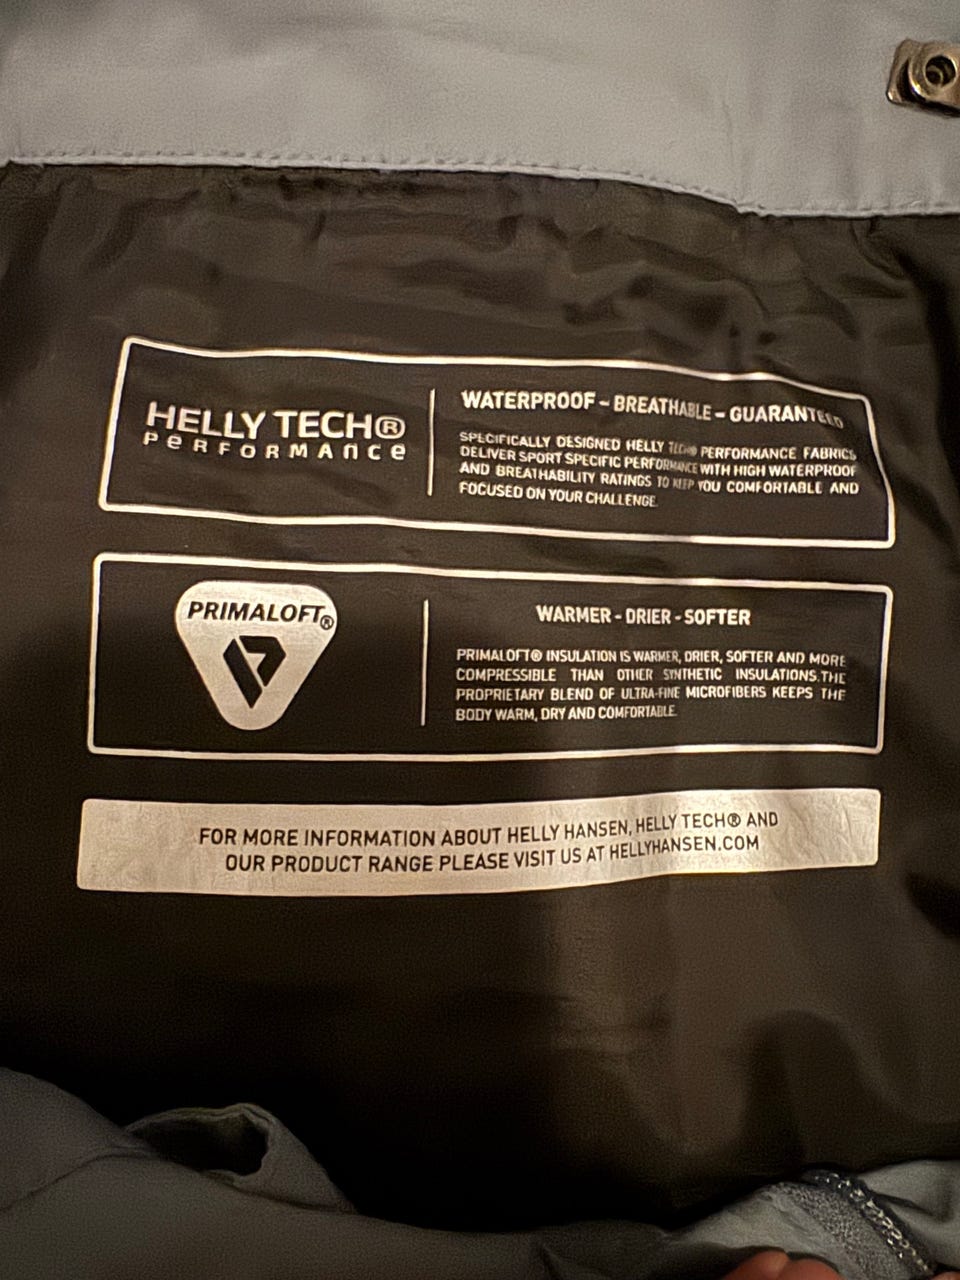 HELLY TECH®
PERFORMANCE
WATERPROOF - BREATHABLE - GUARANTEED
SPECIFICALLY DESIGNED HELLY TECH® PERFORMANCE FABRICS
DELIVER SPORT SPECIFIC PERFORMANCE WITH HIGH WATERPROOF
AND BREATHABILITY RATINGS TO KEEP YOU COMFORTABLE AND
FOCUSED ON YOUR CHALLENGE.
PRIMALOFT®
WARMER - DRIER - SOFTER
PRIMALOFT® INSULATION IS WARMER, DRIER, SOFTER AND MORE
COMPRESSIBLE THAN OTHER SYNTHETIC INSULATIONS.THE
PROPRIETARY BLEND OF ULTRA-FINE MICROFIBERS KEEPS THE
BODY WARM, DRY AND COMFORTABLE.
FOR MORE INFORMATION ABOUT HELLY HANSEN, HELLY TECH® AND
OUR PRODUCT RANGE PLEASE VISIT US AT HELLYHANSEN.COM